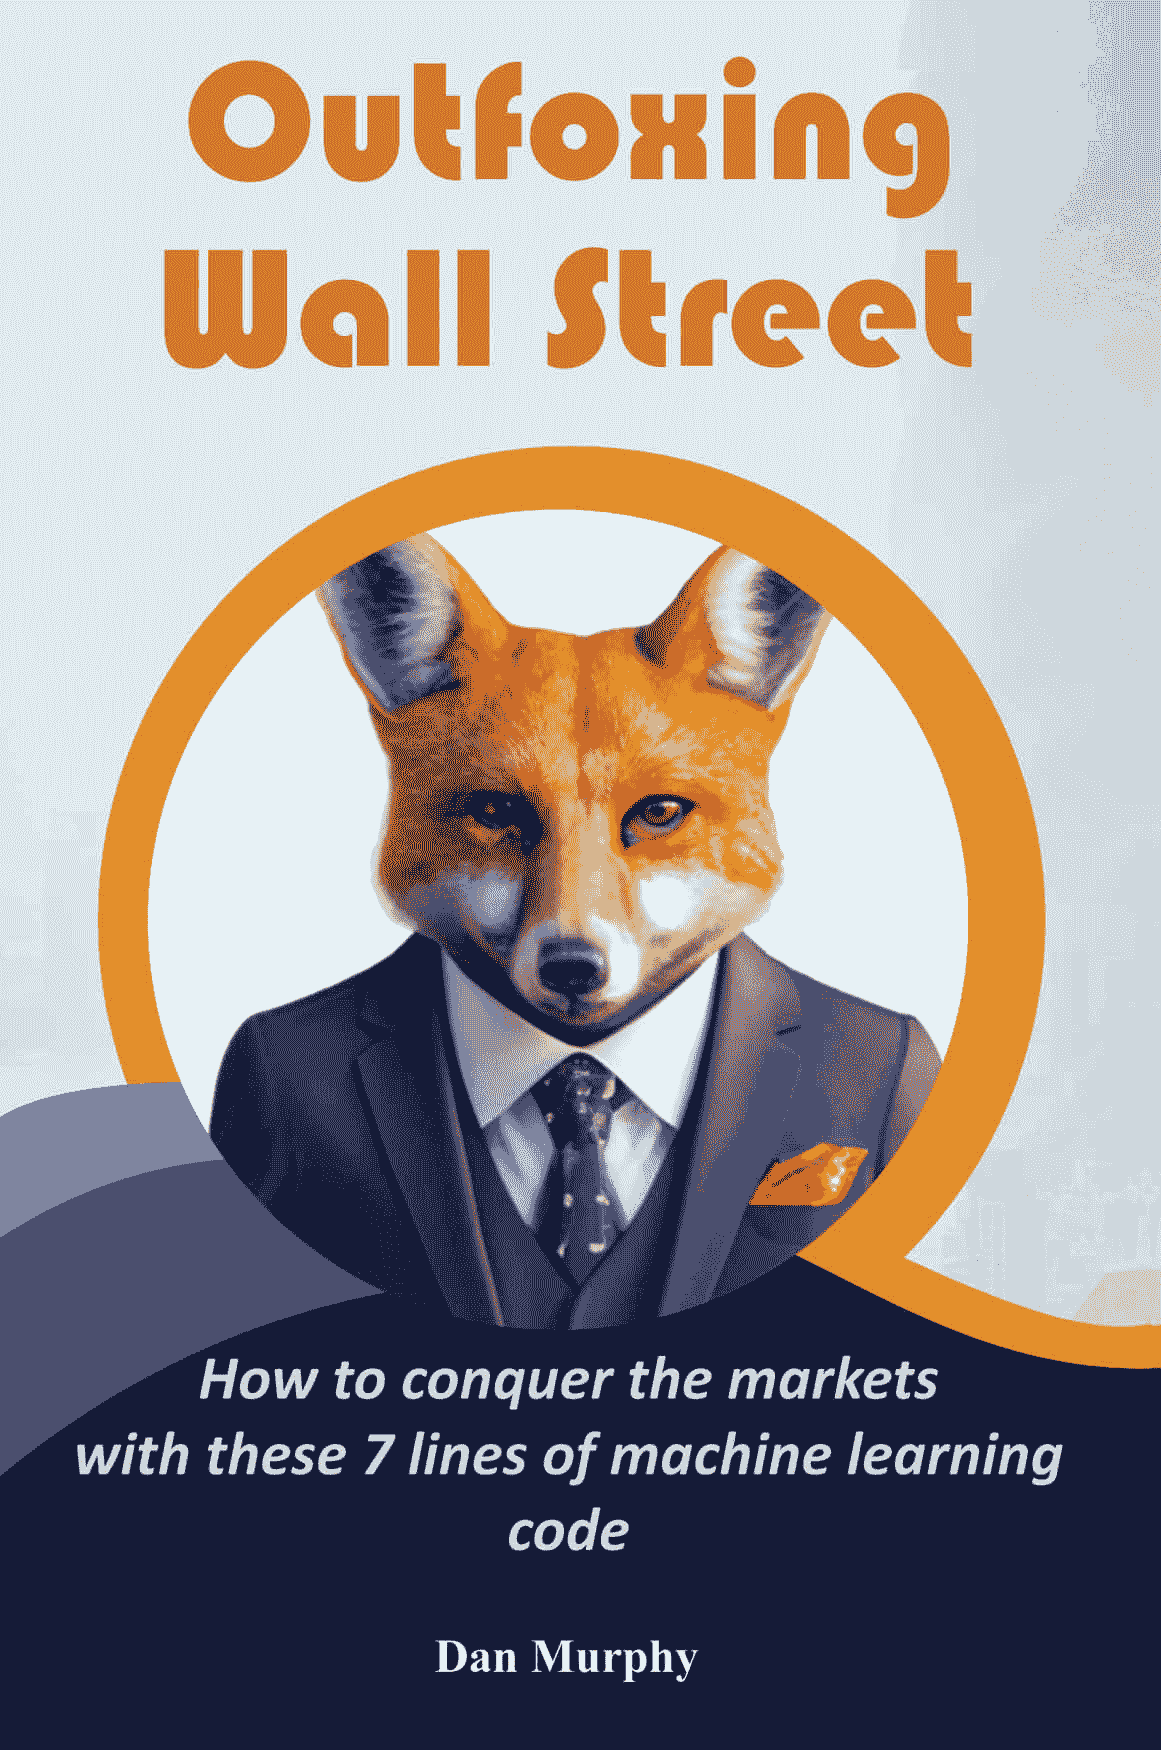 Outfoxing
Wall Street
How to conquer the markets
with these 7 lines of machine learning
code
Dan Murphy